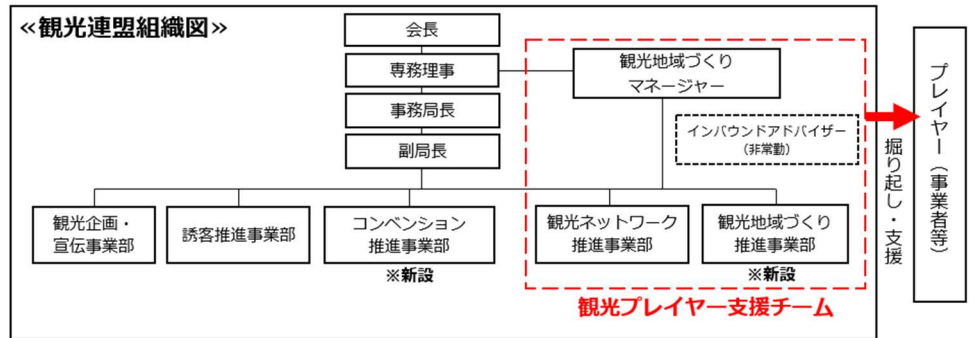 ≪観光連盟組織図≫
会長
専務理事
事務局長
副局長
観光地域づくり
マネージャー
インバウンドアドバイザー
（非常勤）
観光企画・
宣伝事業部
誘客推進事業部
コンベンション
推進事業部
※新設
観光ネットワーク
推進事業部
観光地域づくり
推進事業部
※新設
観光プレイヤー支援チーム
掘り起し・支援
プレイヤー（事業者等）